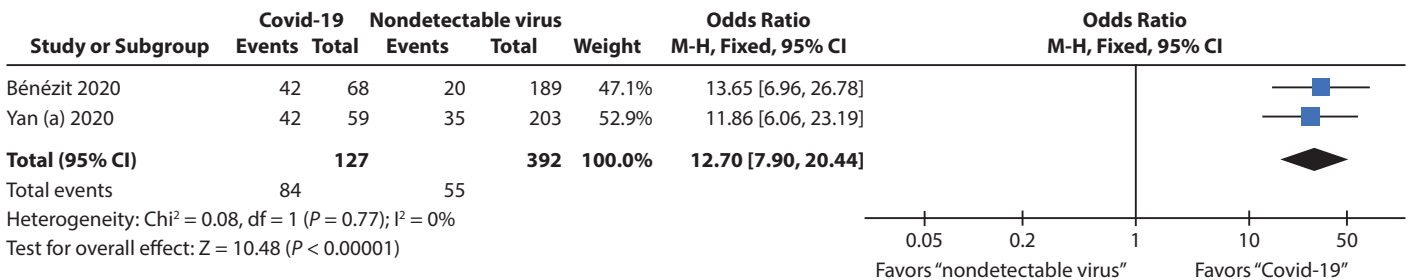 Covid-19 Nondetectable virus Odds Ratio Odds Ratio
Study or Subgroup Events Total Events Total Weight M-H, Fixed, 95% CI M-H, Fixed, 95% CI
Bénézit 2020 42 68 20 189 47.1% 13.65 [6.96, 26.78]
Yan (a) 2020 42 59 35 203 52.9% 11.86 [6.06, 23.19]
Total (95% CI) 127 392 100.0% 12.70 [7.90, 20.44]
Total events 84 55
Heterogeneity: Chi² = 0.08, df = 1 (P = 0.77); I² = 0%
Test for overall effect: Z = 10.48 (P < 0.00001)
0.05 0.2 1 10 50
Favors “nondetectable virus” Favors “Covid-19”